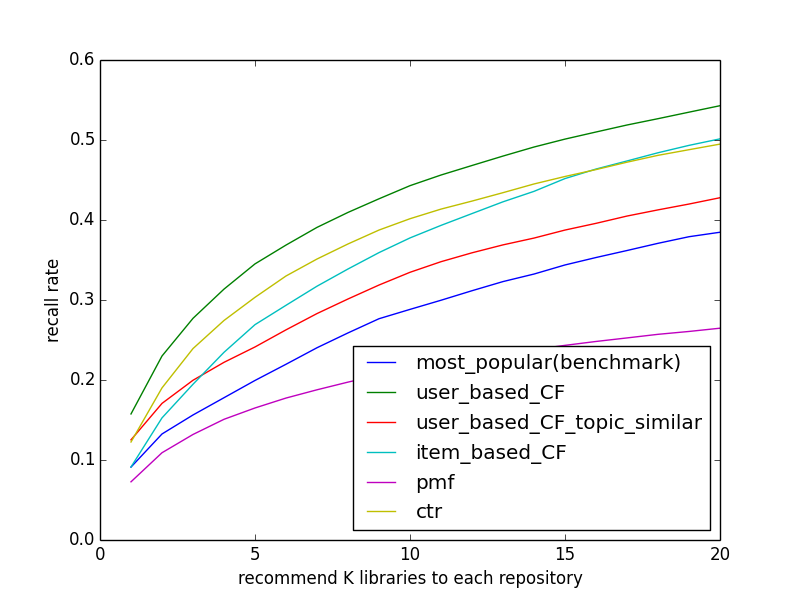 0.6
0.5
0.4
0.3
0.2
0.1
0.0
recall rate
most_popular(benchmark)
user_based_CF
user_based_CF_topic_similar
item_based_CF
pmf
ctr
0 5 10 15 20
recommend K libraries to each repository